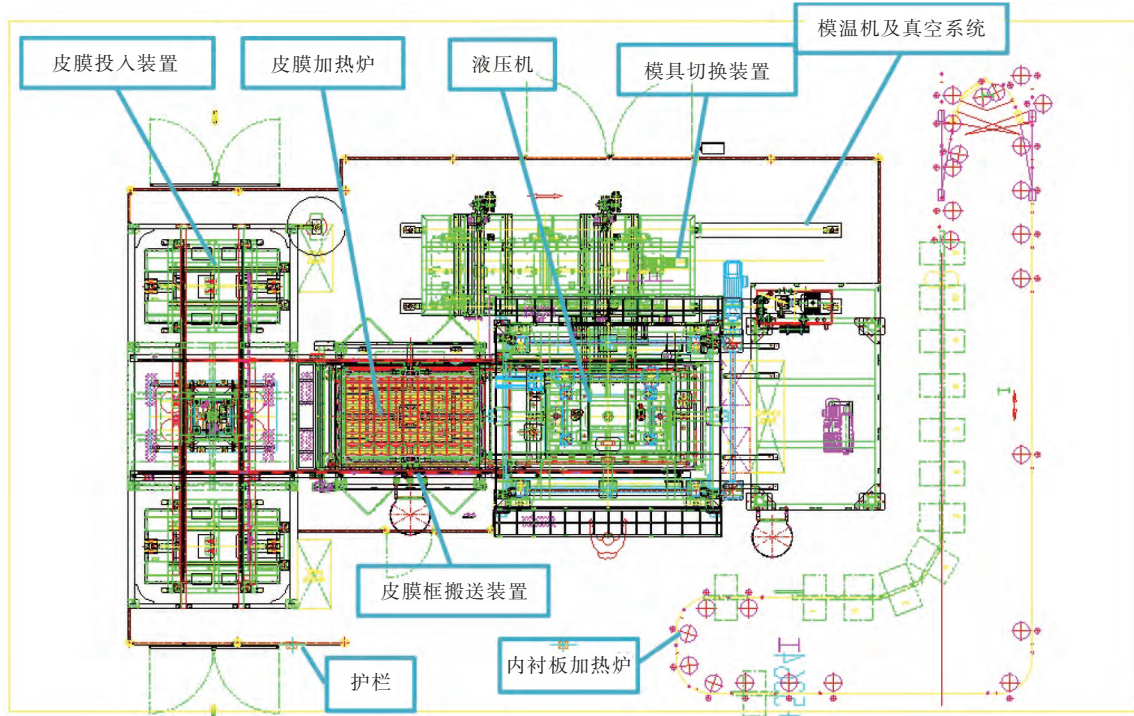 模温机及真空系统
皮膜投入装置
皮膜加热炉
液压机
模具切换装置
皮膜框搬送装置
内衬板加热炉
护栏